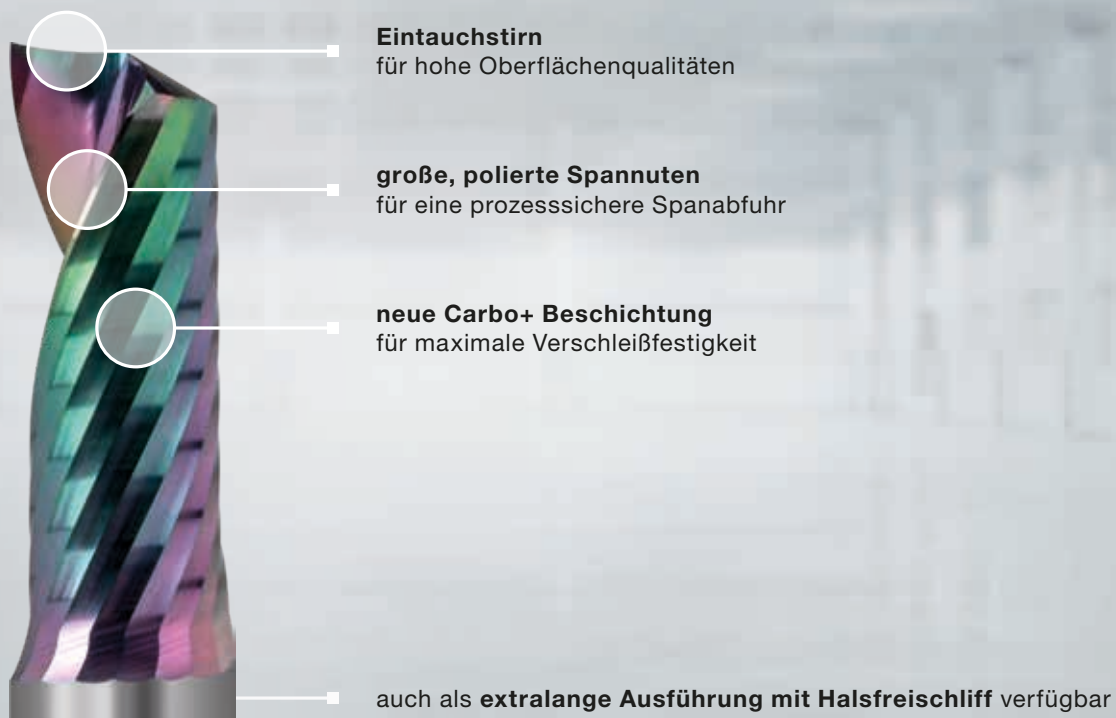 Eintauchstirn
für hohe Oberflächenqualitäten
große, polierte Spannuten
für eine prozesssichere Spanabfuhr
neue Carbo+ Beschichtung
für maximale Verschleißfestigkeit
auch als extralange Ausführung mit Halsfreischliff verfügbar